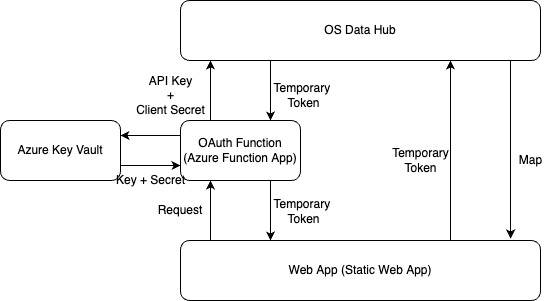 OS Data Hub
API Key
+
Client Secret
Temporary
Token
Azure Key Vault
OAuth Function
(Azure Function App)
Key + Secret
Temporary
Token
Map
Request
Temporary
Token
Web App (Static Web App)